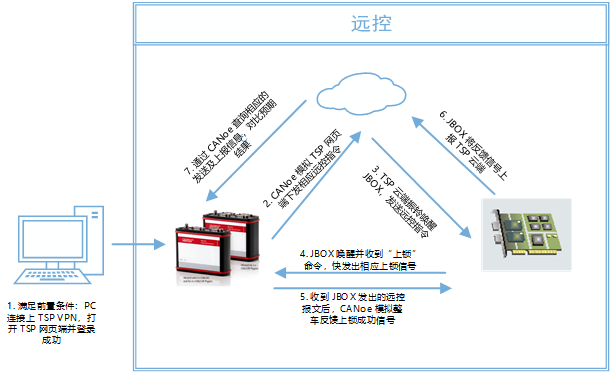 远控
7. 通过 CANoe 查询相应的
发送及上报信息，对比预期
结果
2. CANoe 模拟 TSP 网页
端下发相应远控指令
3. TSP 云端振铃唤醒
JBOX，发送远控指令
6. JBOX 将反馈信号上
报 TSP 云端
4. JBOX 唤醒并收到“上锁”
命令，快发出相应上锁信号
5. 收到 JBOX 发出的远控
报文后，CANoe 模拟整
车反馈上锁成功信号
1. 满足前置条件：PC
连接上 TSP VPN，打
开 TSP 网页端并登录
成功